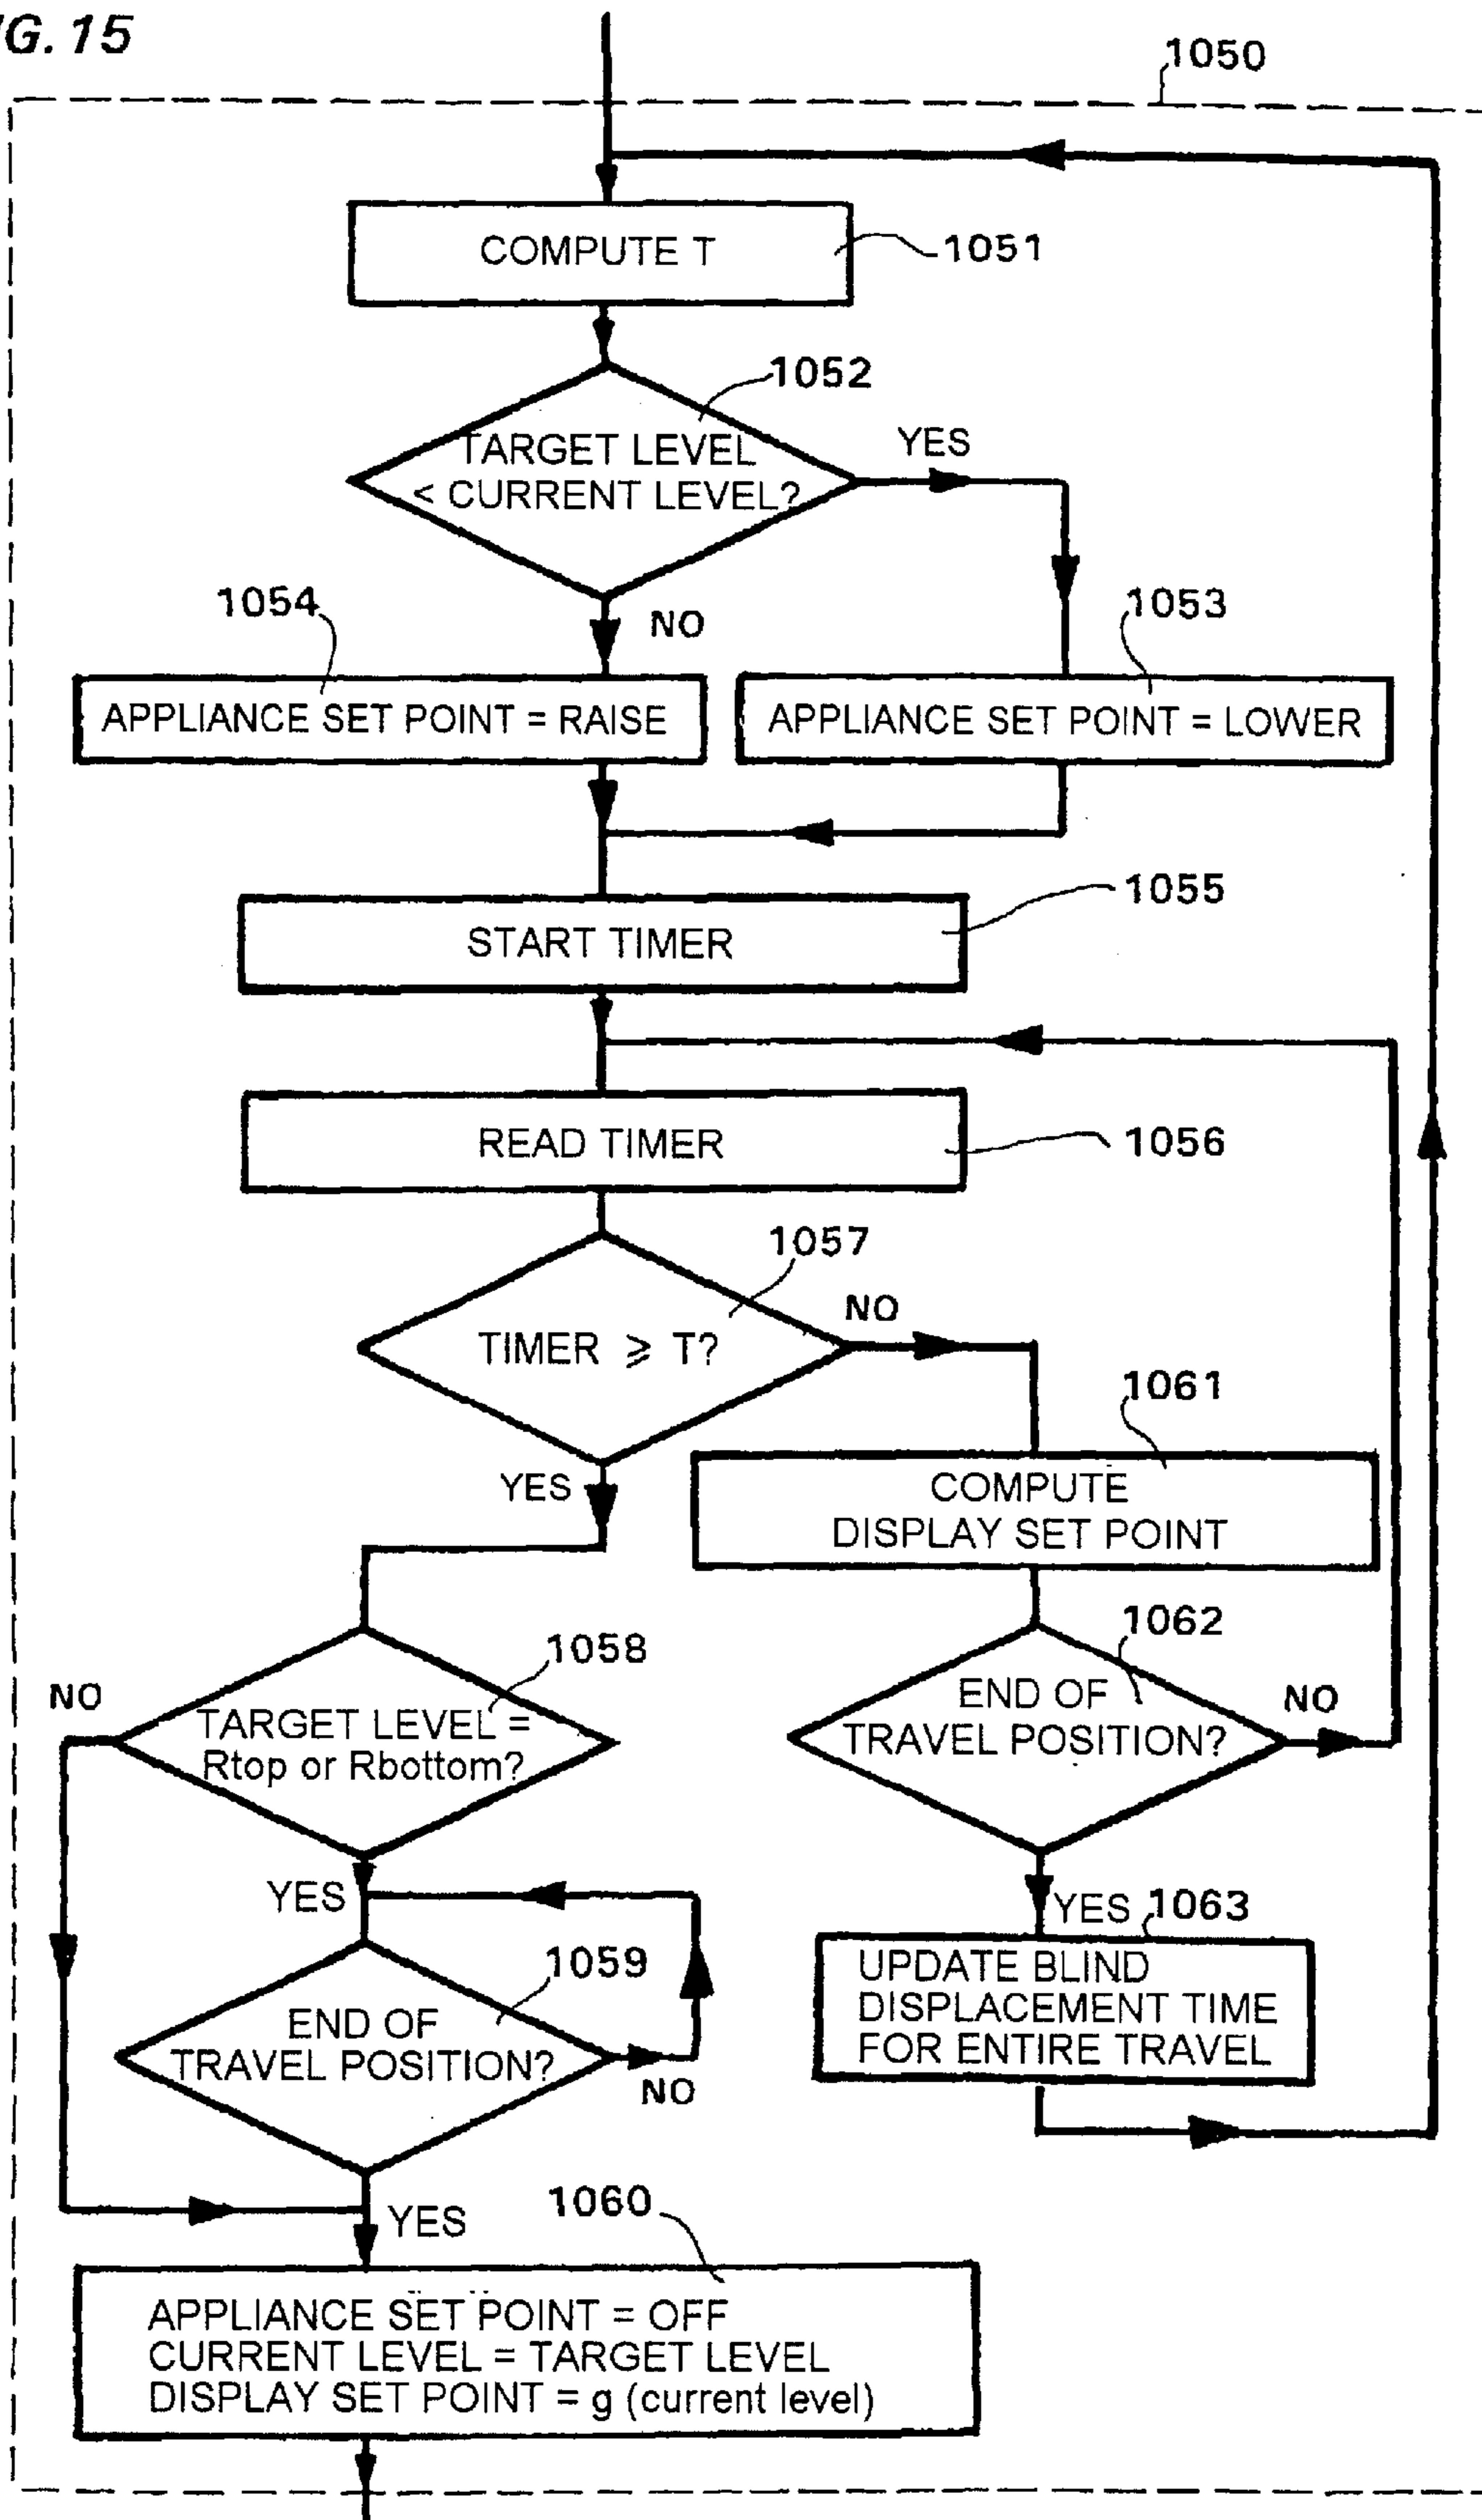 G. 15
1050
COMPUTE T
1051
1052
TARGET LEVEL
< CURRENT LEVEL?
YES
1054
NO
1053
APPLIANCE SET POINT = RAISE
APPLIANCE SET POINT = LOWER
1055
START TIMER
READ TIMER
1056
1057
TIMER ⩾ T?
NO
1061
YES
COMPUTE
DISPLAY SET POINT
1058
1062
NO
TARGET LEVEL =
Rtop or Rbottom?
END OF
TRAVEL POSITION?
NO
YES
YES
1063
1059
END OF
TRAVEL POSITION?
NO
UPDATE BLIND
DISPLACEMENT TIME
FOR ENTIRE TRAVEL
YES
1060
APPLIANCE SET POINT = OFF
CURRENT LEVEL = TARGET LEVEL
DISPLAY SET POINT = g (current level)